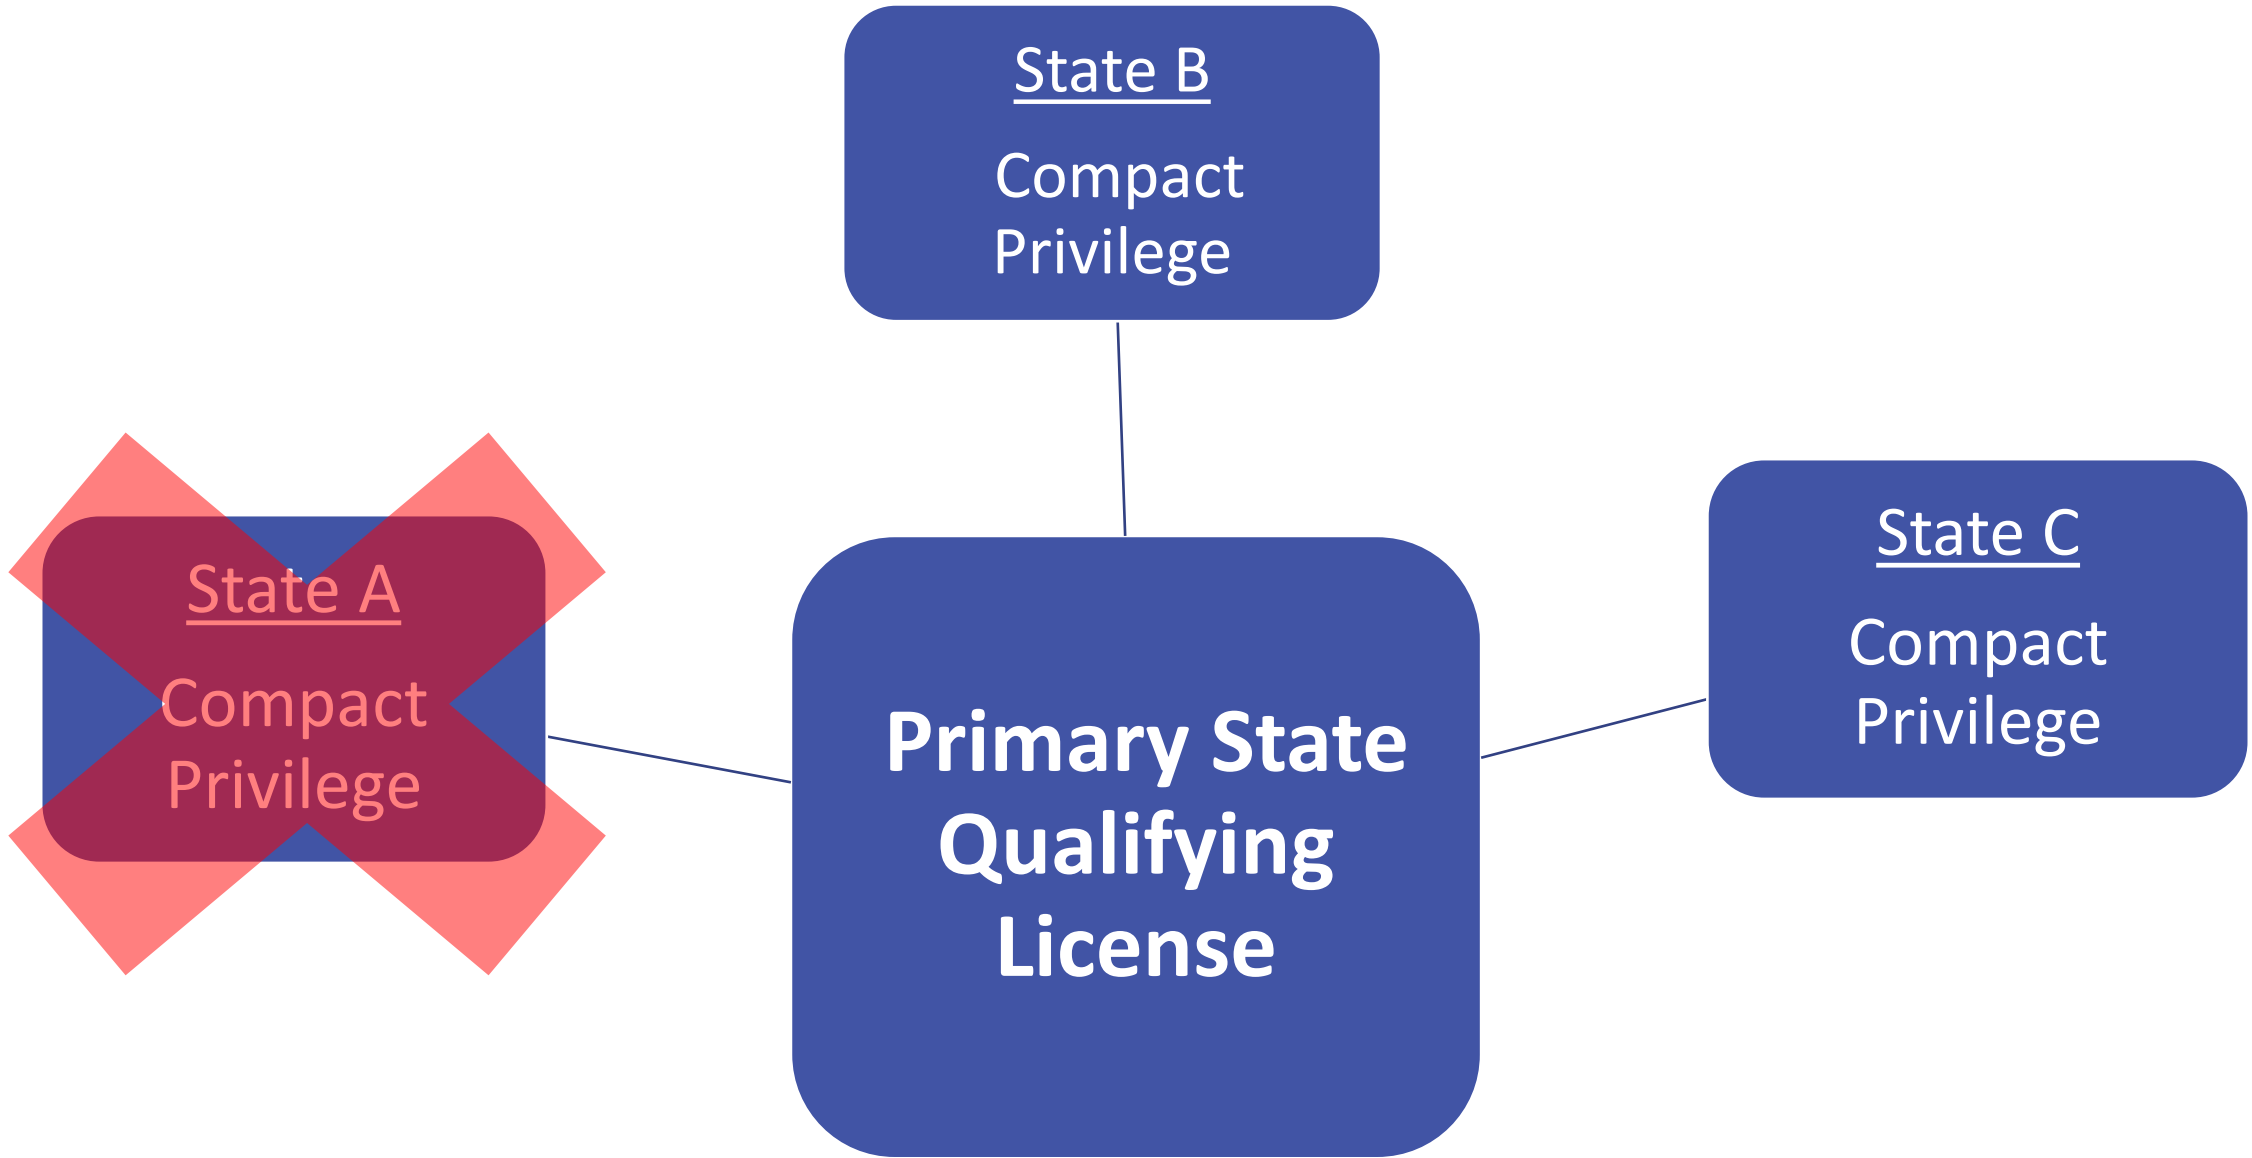 State B
Compact
Privilege
State A
Compact
Privilege
State C
Compact
Privilege
Primary State
Qualifying
License